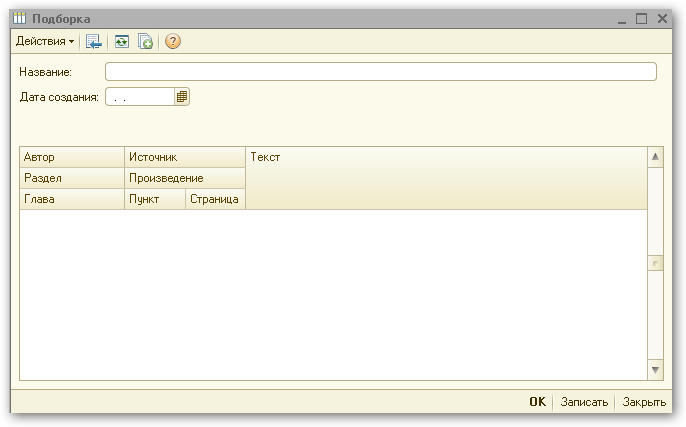 Подборка
Действия
Название:
Дата создания: . .
Автор Источник Текст
Раздел Произведение
Глава Пункт Страница
OK Записать Закрыть